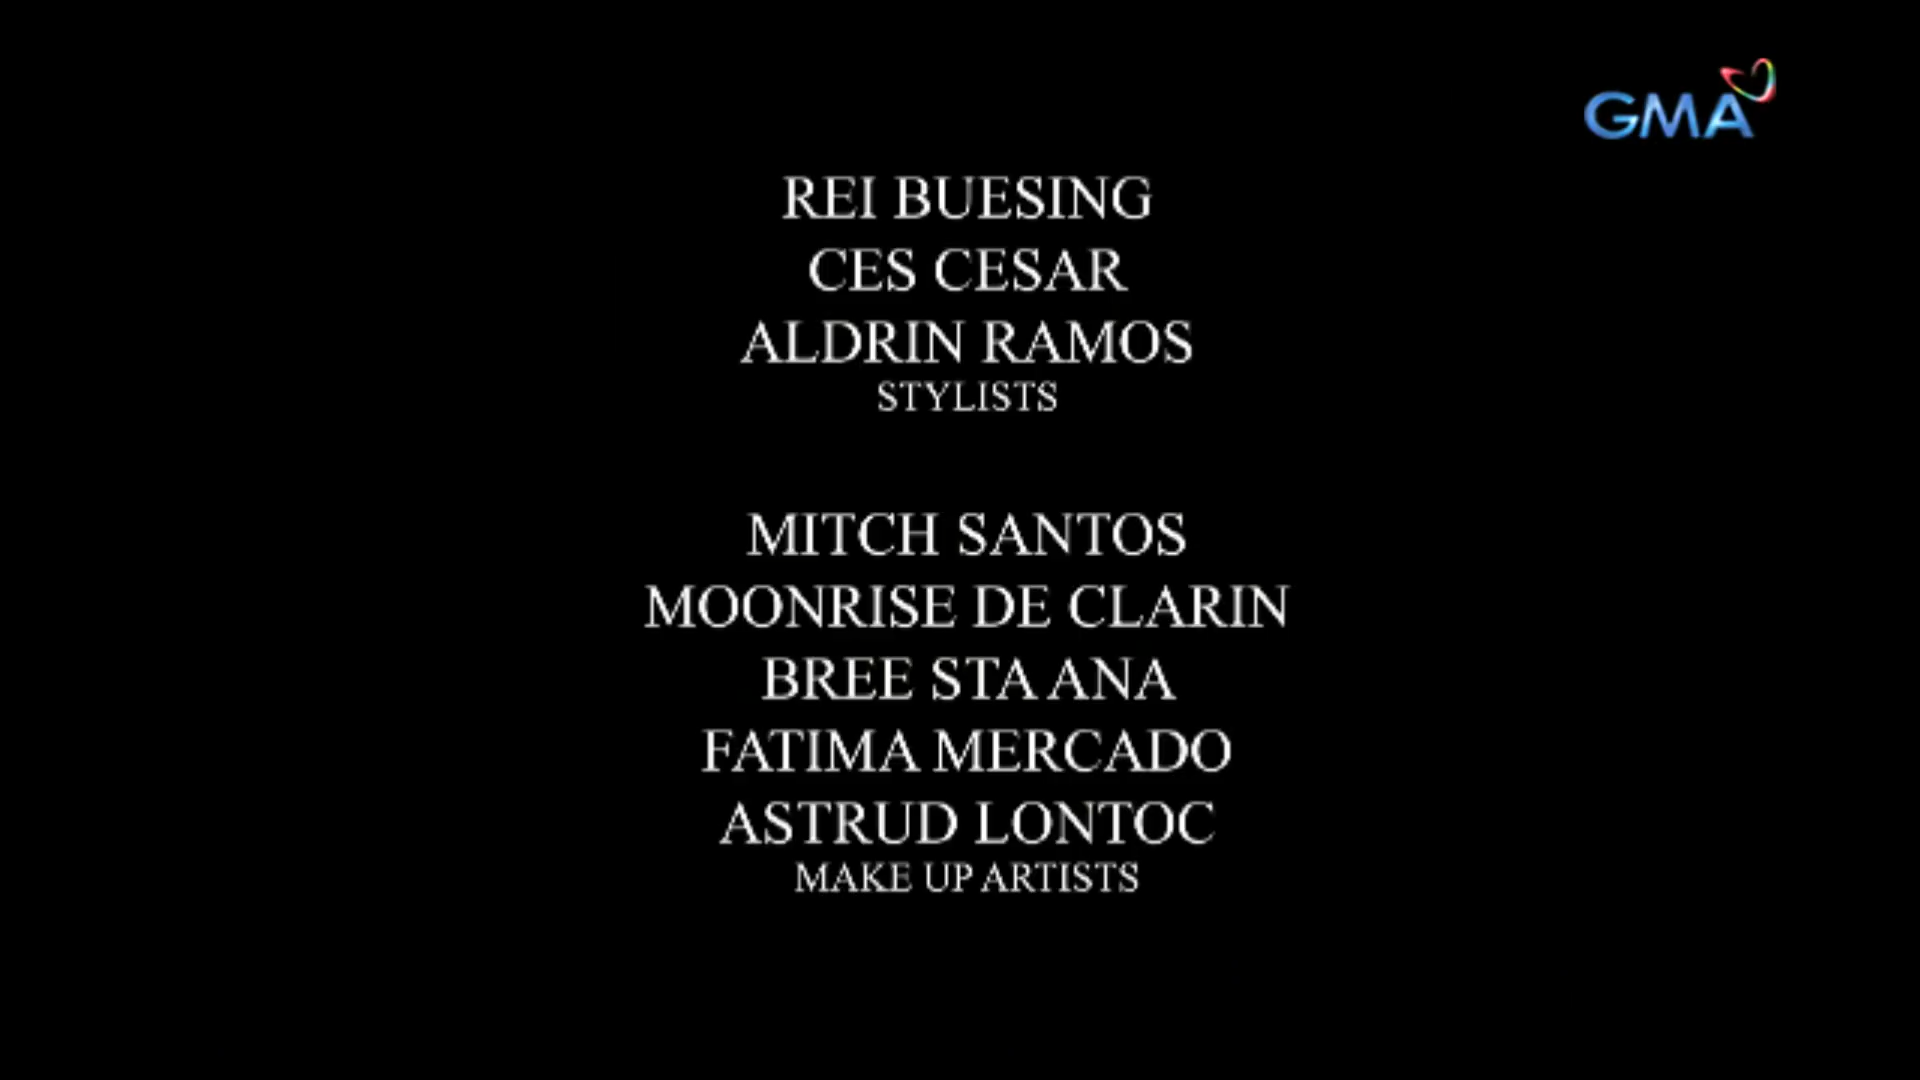 GMA
REI BUESING
CES CESAR
ALDRIN RAMOS
STYLISTS
MITCH SANTOS
MOONRISE DE CLARIN
BREE STA ANA
FATIMA MERCADO
ASTRUD LONTOC
MAKE UP ARTISTS